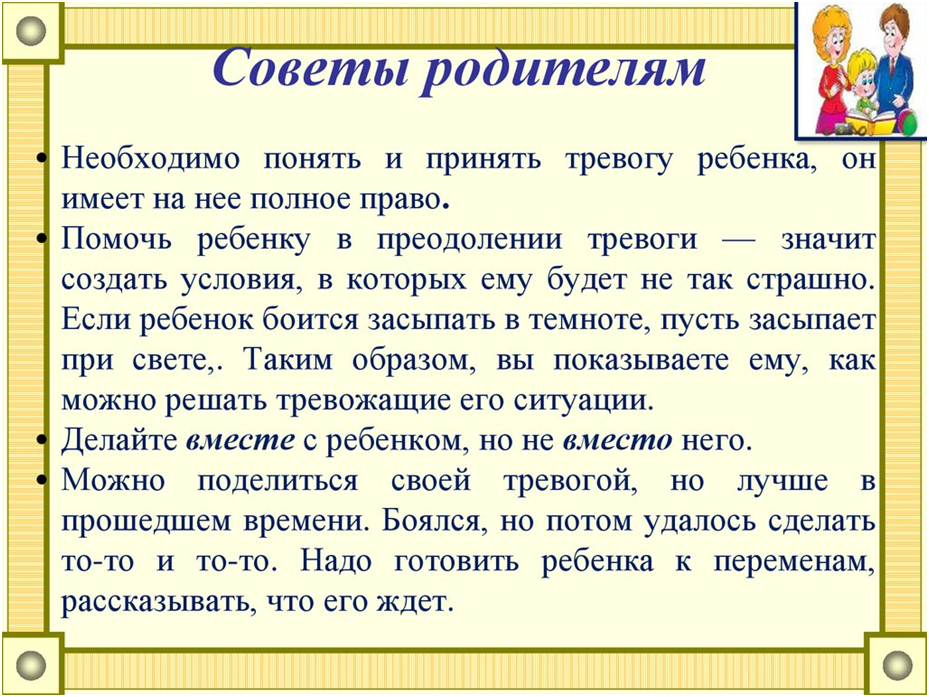 Советы родителям
• Необходимо понять и принять тревогу ребенка, он
имеет на нее полное право.
• Помочь ребенку в преодолении тревоги — значит
создать условия, в которых ему будет не так страшно.
Если ребенок боится засыпать в темноте, пусть засыпает
при свете,. Таким образом, вы показываете ему, как
можно решать тревожащие его ситуации.
• Делайте вместе с ребенком, но не вместо него.
• Можно поделиться своей тревогой, но лучше в
прошедшем времени. Боялся, но потом удалось сделать
то-то и то-то. Надо готовить ребенка к переменам,
рассказывать, что его ждет.